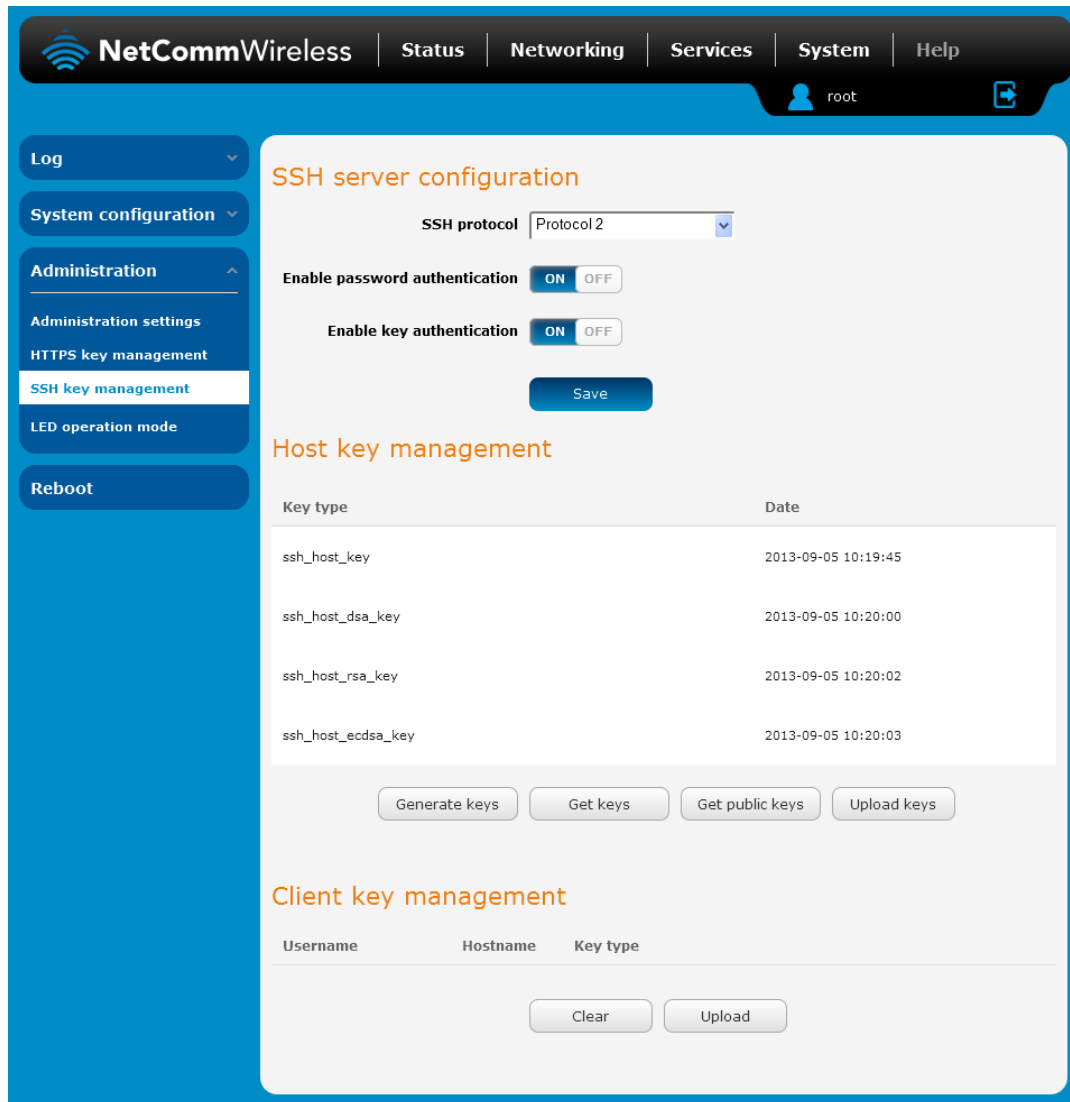 NetCommWireless Status Networking Services System Help
root
Log
System configuration
Administration
Administration settings
HTTPS key management
SSH key management
LED operation mode
Reboot
SSH server configuration
SSH protocol Protocol 2
Enable password authentication ON OFF
Enable key authentication ON OFF
Save
Host key management
Key type Date
ssh_host_key 2013-09-05 10:19:45
ssh_host_dsa_key 2013-09-05 10:20:00
ssh_host_rsa_key 2013-09-05 10:20:02
ssh_host_ecdsa_key 2013-09-05 10:20:03
Generate keys Get keys Get public keys Upload keys
Client key management
Username Hostname Key type
Clear Upload